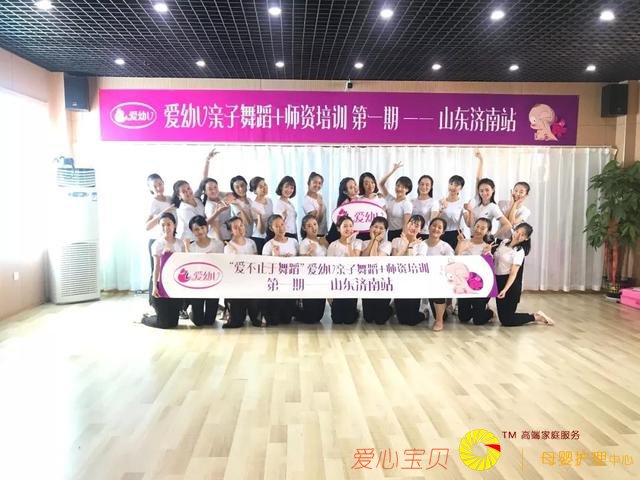 爱幼U 爱幼U亲子舞蹈+师资培训 第一期 —— 山东济南站
爱幼U
爱幼U "爱不止于舞蹈"爱幼U亲子舞蹈+师资培训
第一期——山东济南站
TM 高端家庭服务
爱心宝贝 母婴护理中心